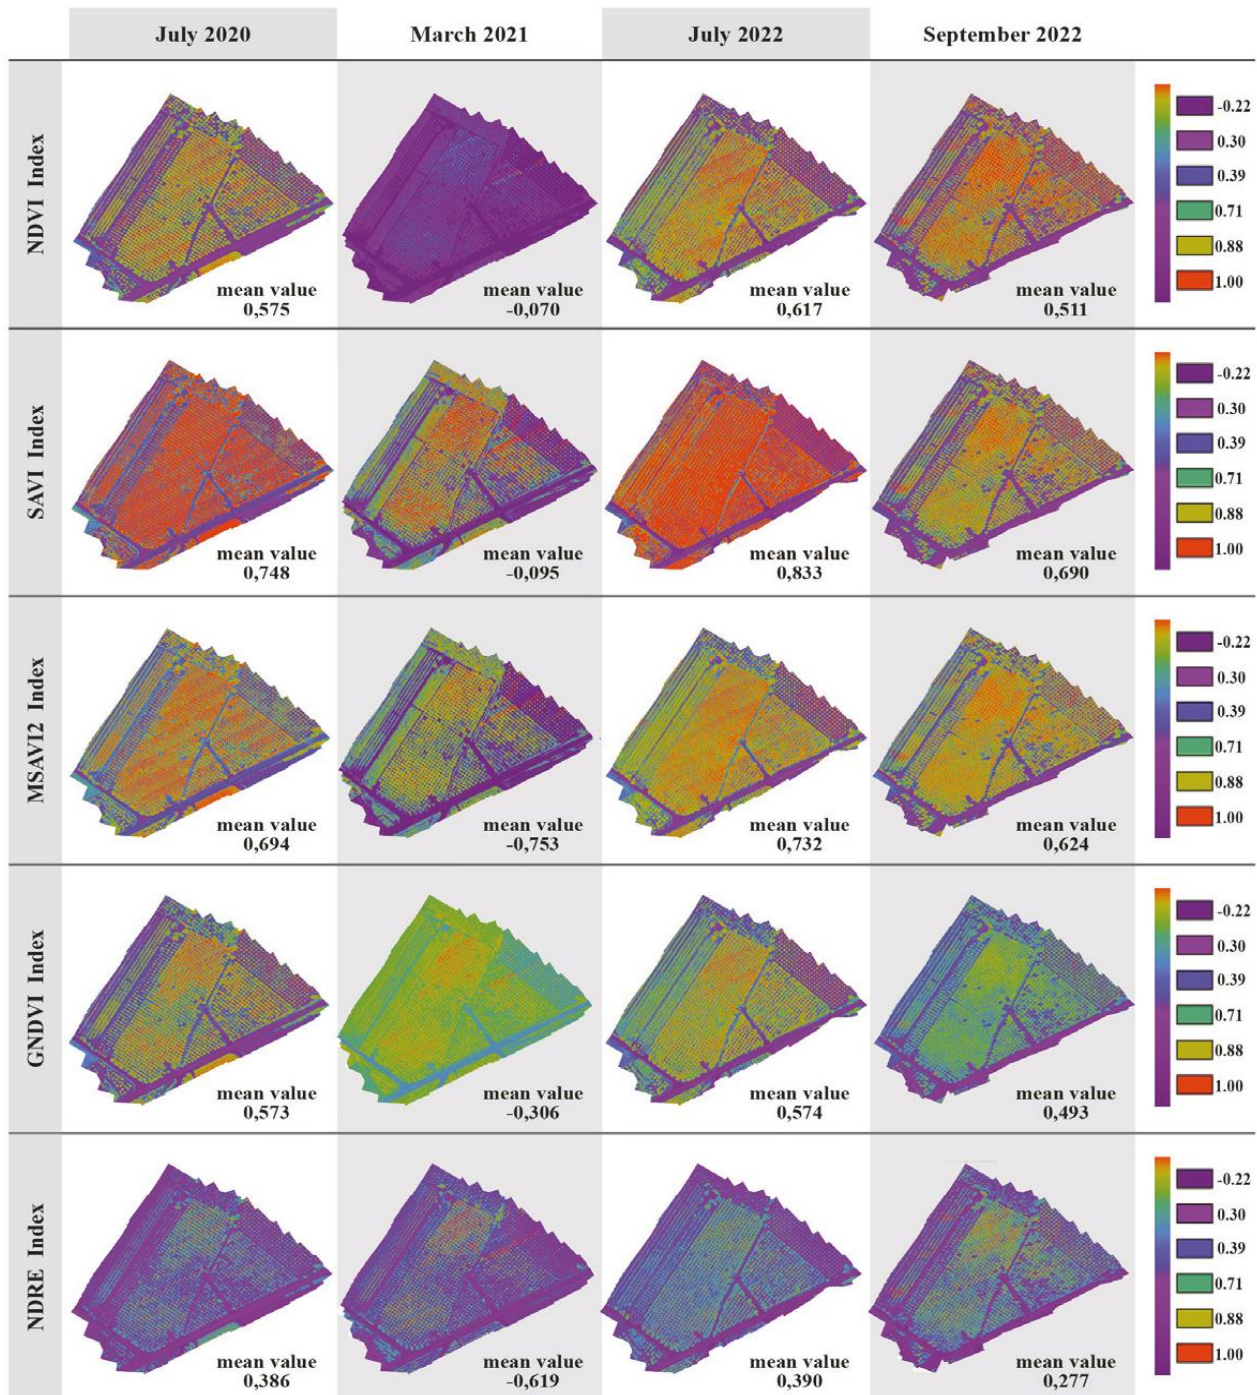 July 2020 March 2021 July 2022 September 2022
NDVI Index
mean value
0,575
mean value
-0,070
mean value
0,617
mean value
0,511
-0.22
0.30
0.39
0.71
0.88
1.00
SAVI Index
mean value
0,748
mean value
-0,095
mean value
0,833
mean value
0,690
-0.22
0.30
0.39
0.71
0.88
1.00
MSAVI2 Index
mean value
0,694
mean value
-0,753
mean value
0,732
mean value
0,624
-0.22
0.30
0.39
0.71
0.88
1.00
GNDVI Index
mean value
0,573
mean value
-0,306
mean value
0,574
mean value
0,493
-0.22
0.30
0.39
0.71
0.88
1.00
NDRE Index
mean value
0,386
mean value
-0,619
mean value
0,390
mean value
0,277
-0.22
0.30
0.39
0.71
0.88
1.00